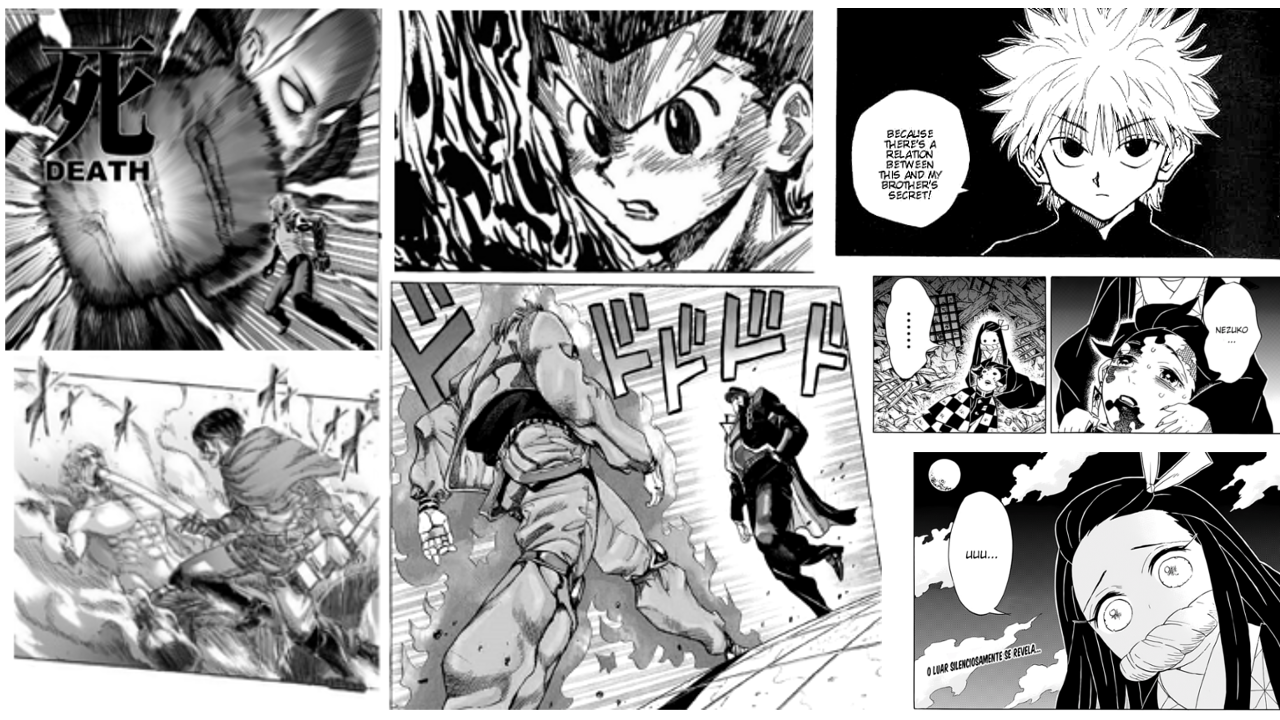 死
DEATH
BECAUSE
THERE'S A
RELATION
BETWEEN
THIS AND MY
BROTHER'S
SECRET!
ド
ド
ド
ド
ド
ド
......
NEZUKO
...
UUU...
O LUAR SILENCIOSAMENTE SE REVELA...